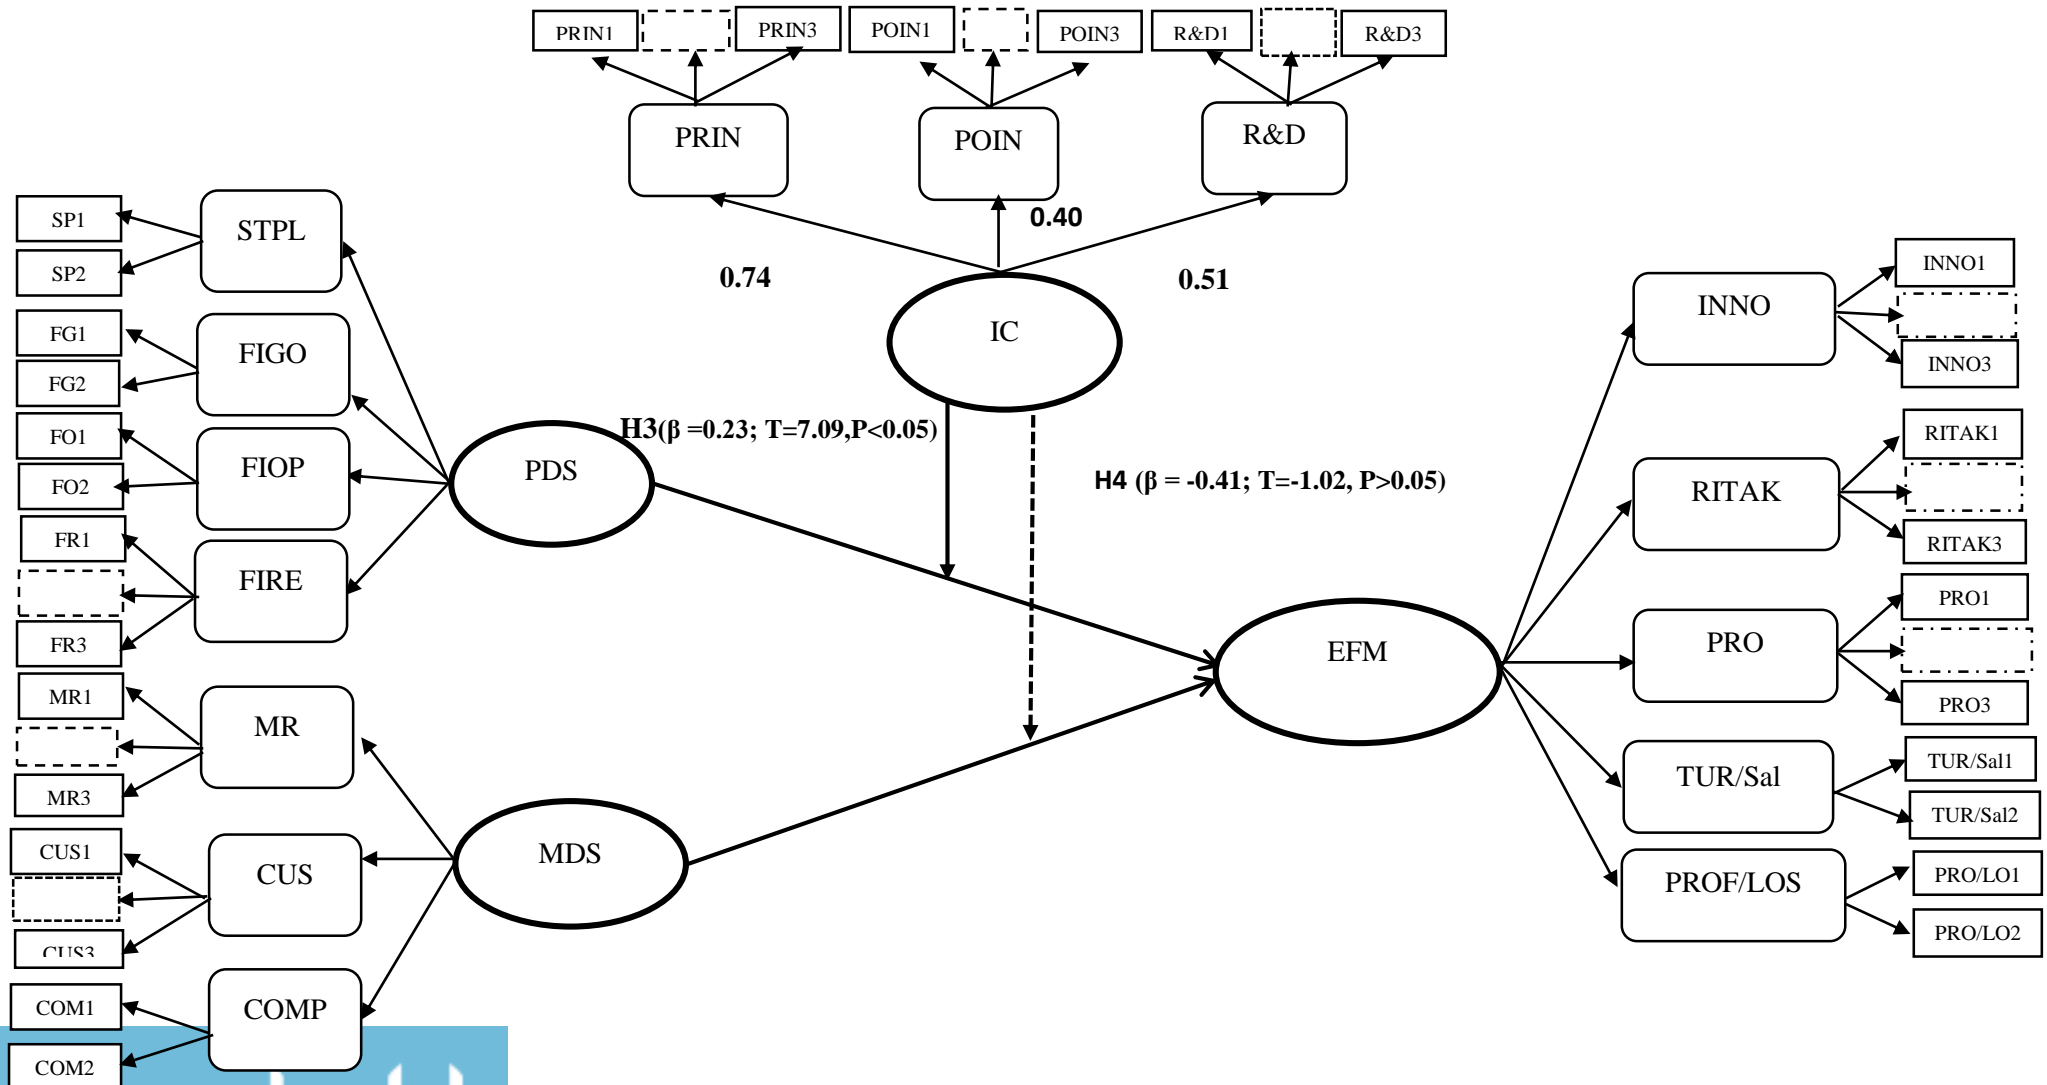 PRIN1
PRIN3
POIN1
POIN3
R&D1
R&D3
PRIN
POIN
R&D
0.74
0.40
0.51
IC
SP1
SP2
STPL
FG1
FG2
FIGO
FO1
FO2
FIOP
FR1
FR3
FIRE
PDS
H3(β =0.23; T=7.09,P<0.05)
H4 (β = -0.41; T=-1.02, P>0.05)
MR1
MR3
MR
CUS1
CUS3
CUS
COM1
COM2
COMP
MDS
EFM
INNO
INNO1
INNO3
RITAK
RITAK1
RITAK3
PRO
PRO1
PRO3
TUR/Sal
TUR/Sal1
TUR/Sal2
PROF/LOS
PRO/LO1
PRO/LO2